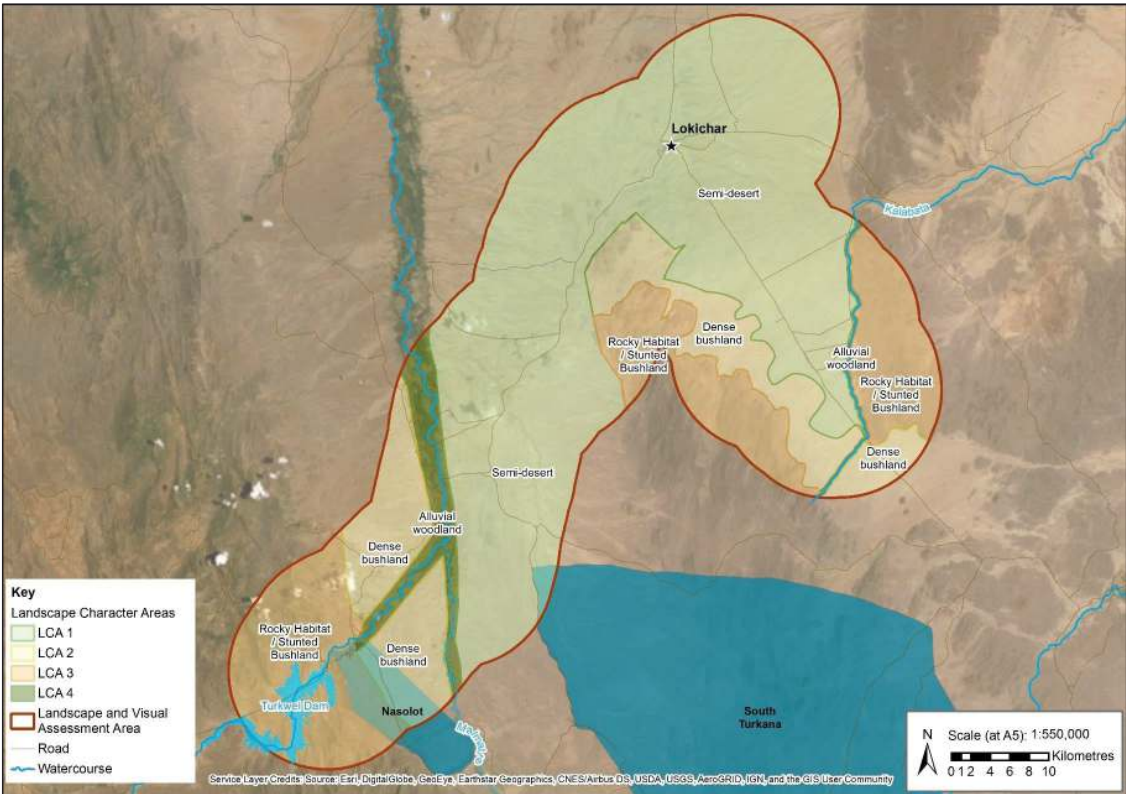 Lokichar
Semi-desert
Kalabata
Dense
bushland
Rocky Habitat
/ Stunted
Bushland
Alluvial
woodland
Rocky Habitat
/ Stunted
Bushland
Dense
bushland
Semi-desert
Alluvial
woodland
Dense
bushland
Rocky Habitat
/ Stunted
Bushland
Dense
bushland
Turkwel Dam
Nasolot
South
Turkana
Key
Landscape Character Areas
LCA 1
LCA 2
LCA 3
LCA 4
Landscape and Visual
Assessment Area
Road
Watercourse
N
Scale (at A5): 1:550,000
Kilometres
0 1 2 4 6 8 10
Service Layer Credits: Source: Esri, DigitalGlobe, GeoEye, Earthstar Geographics, CNES/Airbus DS, USDA, USGS, AeroGRID, IGN, and the GIS User Community